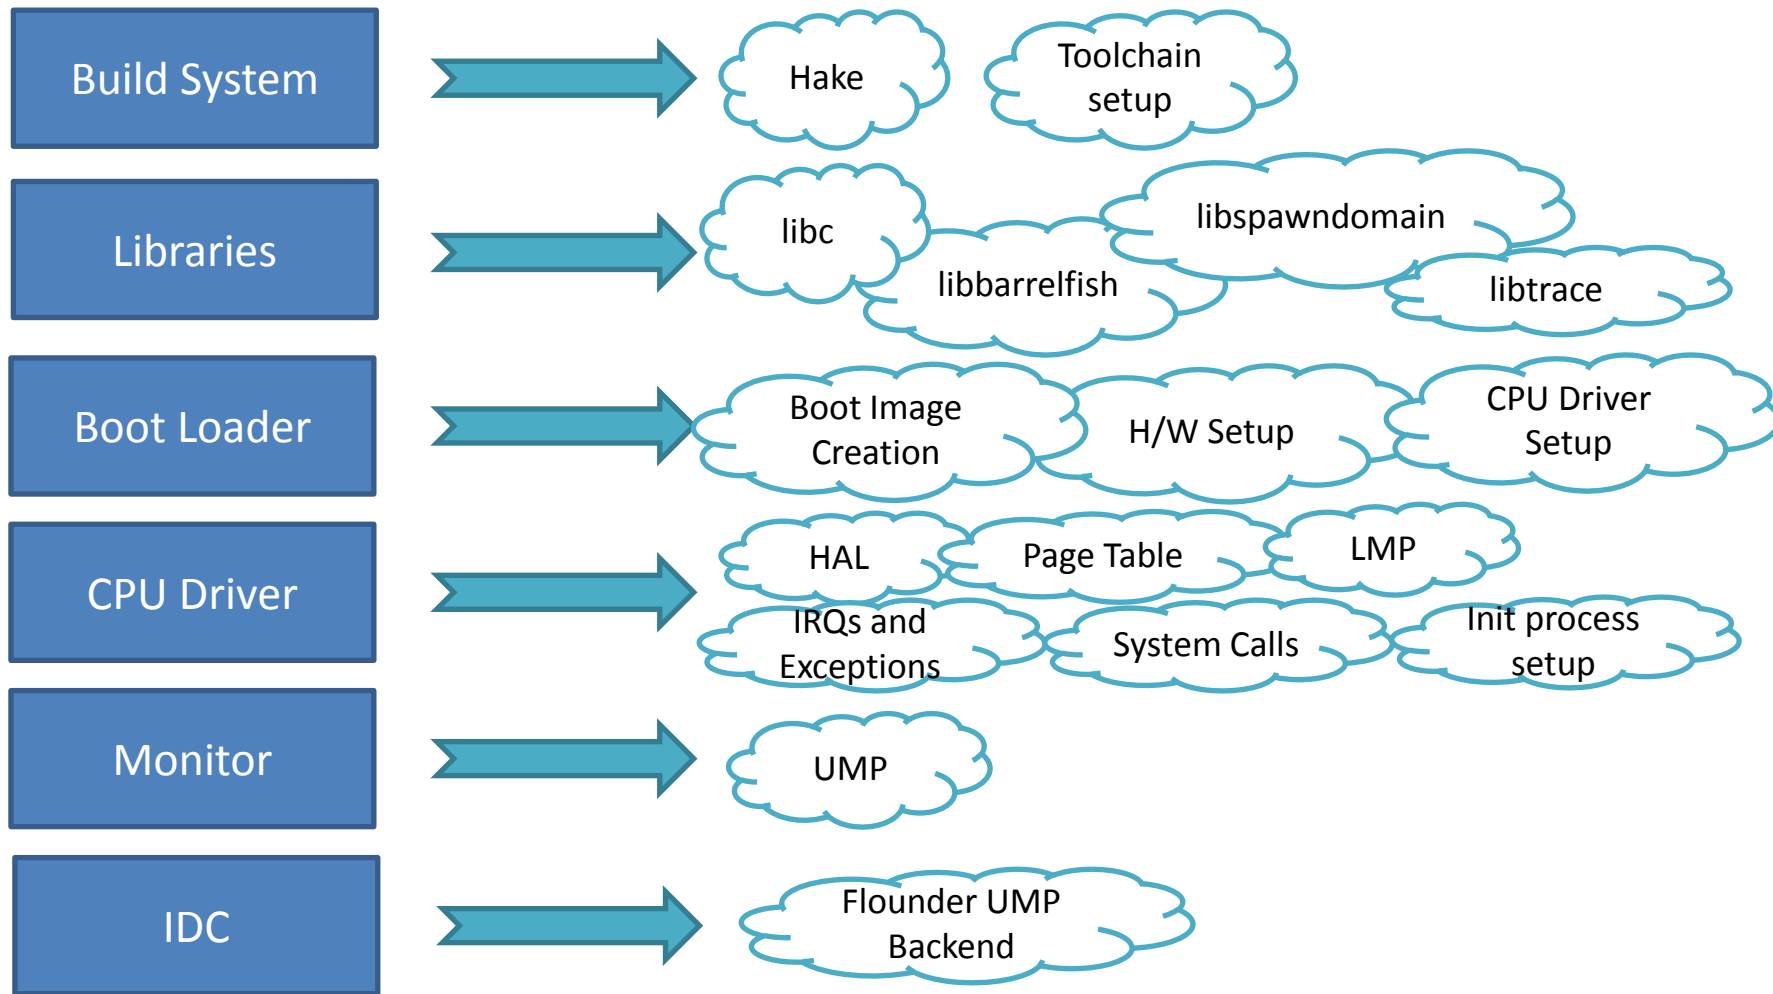 Build System
Hake
Toolchain
setup
Libraries
libc
libbarrelfish
libspawndomain
libtrace
Boot Loader
Boot Image
Creation
H/W Setup
CPU Driver
Setup
CPU Driver
HAL
Page Table
LMP
IRQs and
Exceptions
System Calls
Init process
setup
Monitor
UMP
IDC
Flounder UMP
Backend